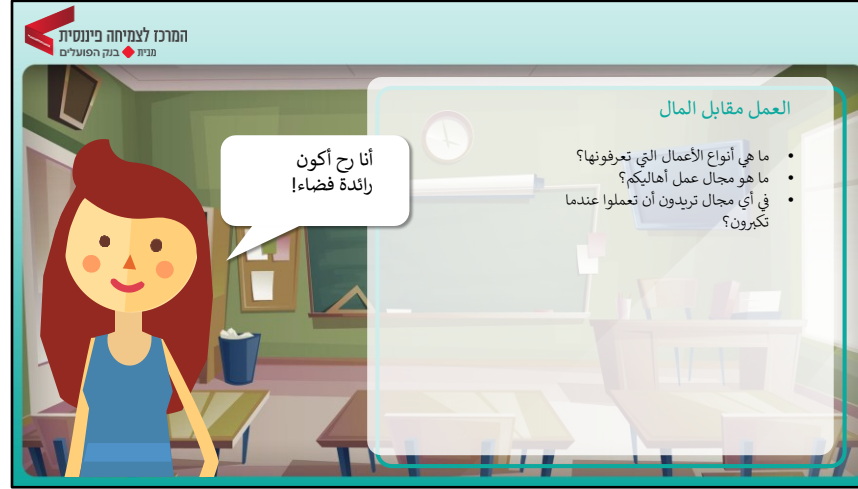 המרכז לצמיחה פיננסית
מבית בנק הפועלים
العمل مقابل المال
• ما هي أنواع الأعمال التي تعرفونها؟
• ما هو مجال عمل أهاليكم؟
• في أي مجال تريدون أن تعملوا عندما
تكبرون؟
أنا رح أكون
رائدة فضاء!